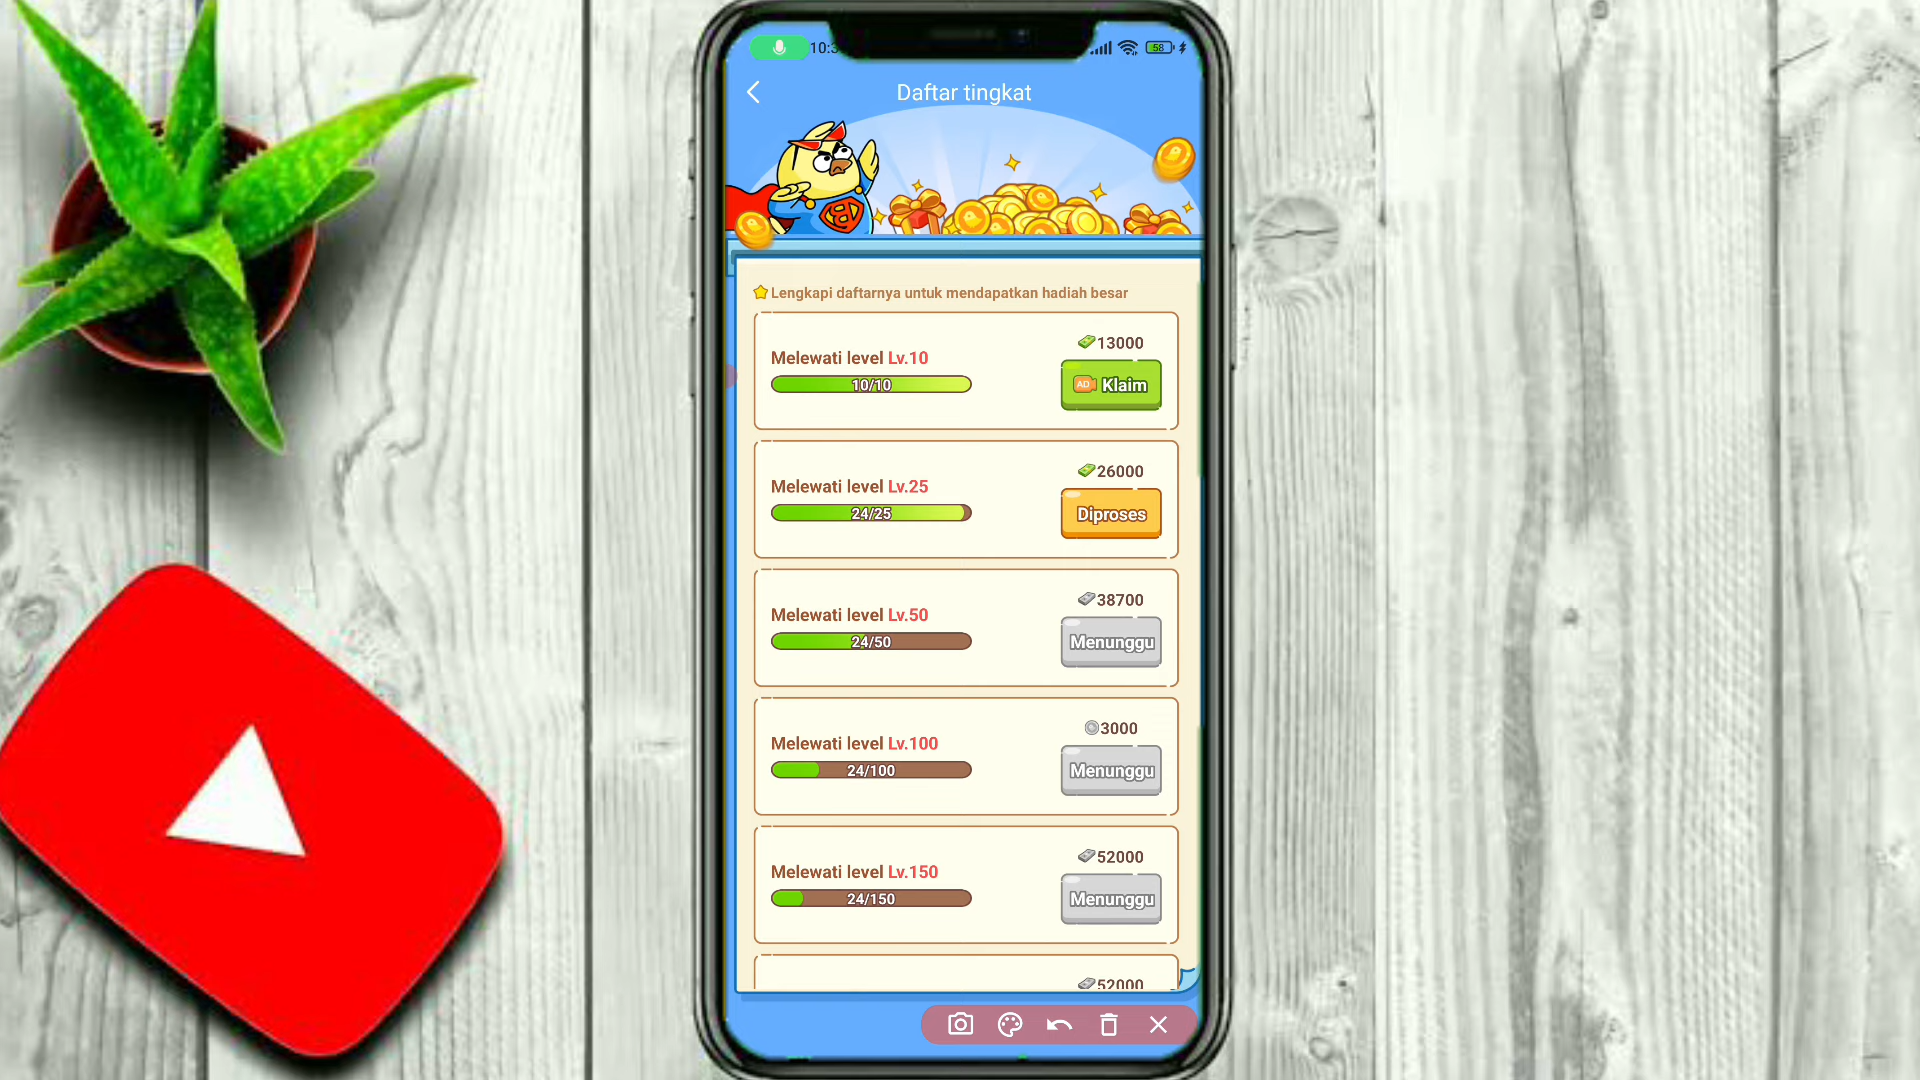 58
Daftar tingkat
Lengkapi daftarnya untuk mendapatkan hadiah besar
13000
Melewati level Lv.10
10/10
AD Klaim
26000
Melewati level Lv.25
24/25
Diproses
38700
Melewati level Lv.50
24/50
Menunggu
3000
Melewati level Lv.100
24/100
Menunggu
52000
Melewati level Lv.150
24/150
Menunggu
52000